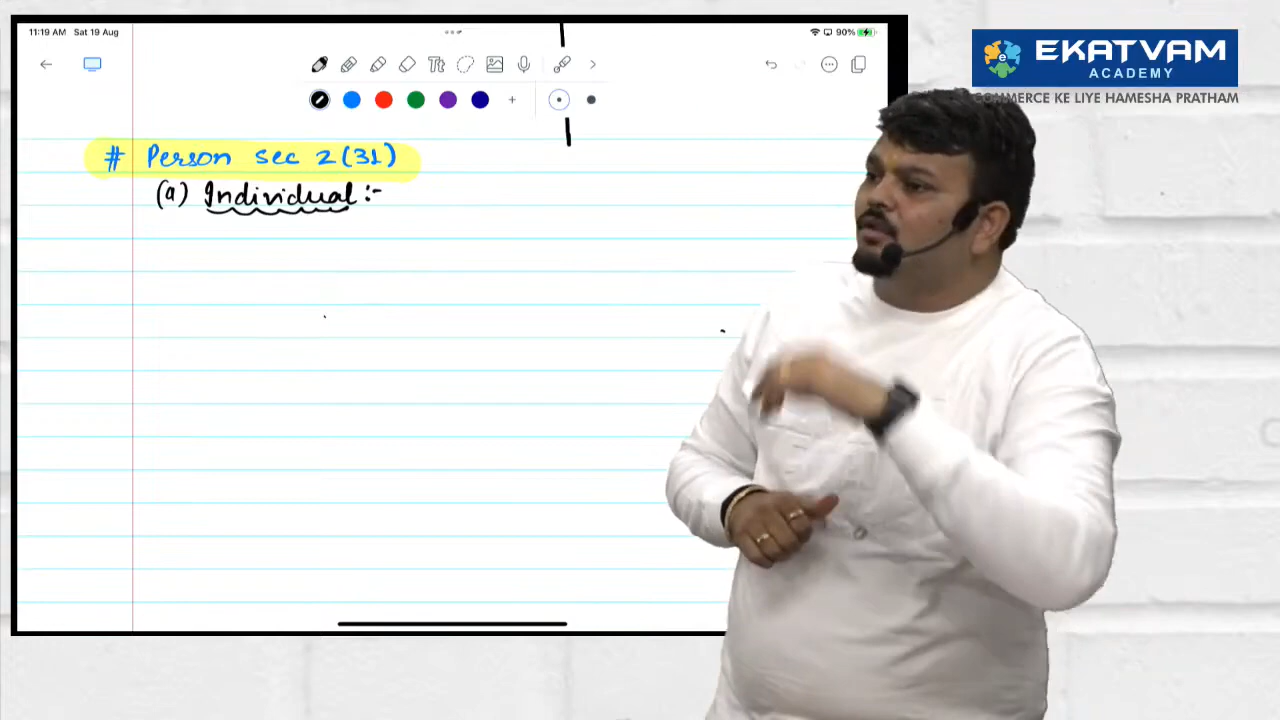 11:19 AM Sat 19 Aug
90%
EKATVAM
ACADEMY
COMMERCE KE LIYE HAMESHA PRATHAM
Tt
# Person sec 2(31)
(a) Individual :-